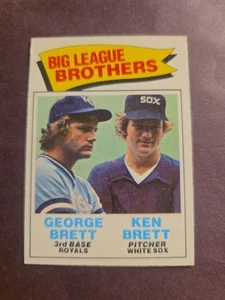 BIG LEAGUE
BROTHERS
SOX
GEORGE
BRETT
3rd BASE
ROYALS
KEN
BRETT
PITCHER
WHITE SOX